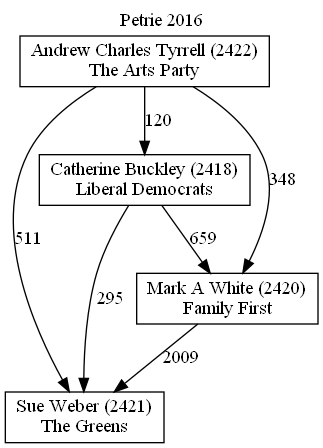 Petrie 2016
Andrew Charles Tyrrell (2422)
The Arts Party
120
Catherine Buckley (2418)
Liberal Democrats
348
511
659
295
Mark A White (2420)
Family First
2009
Sue Weber (2421)
The Greens